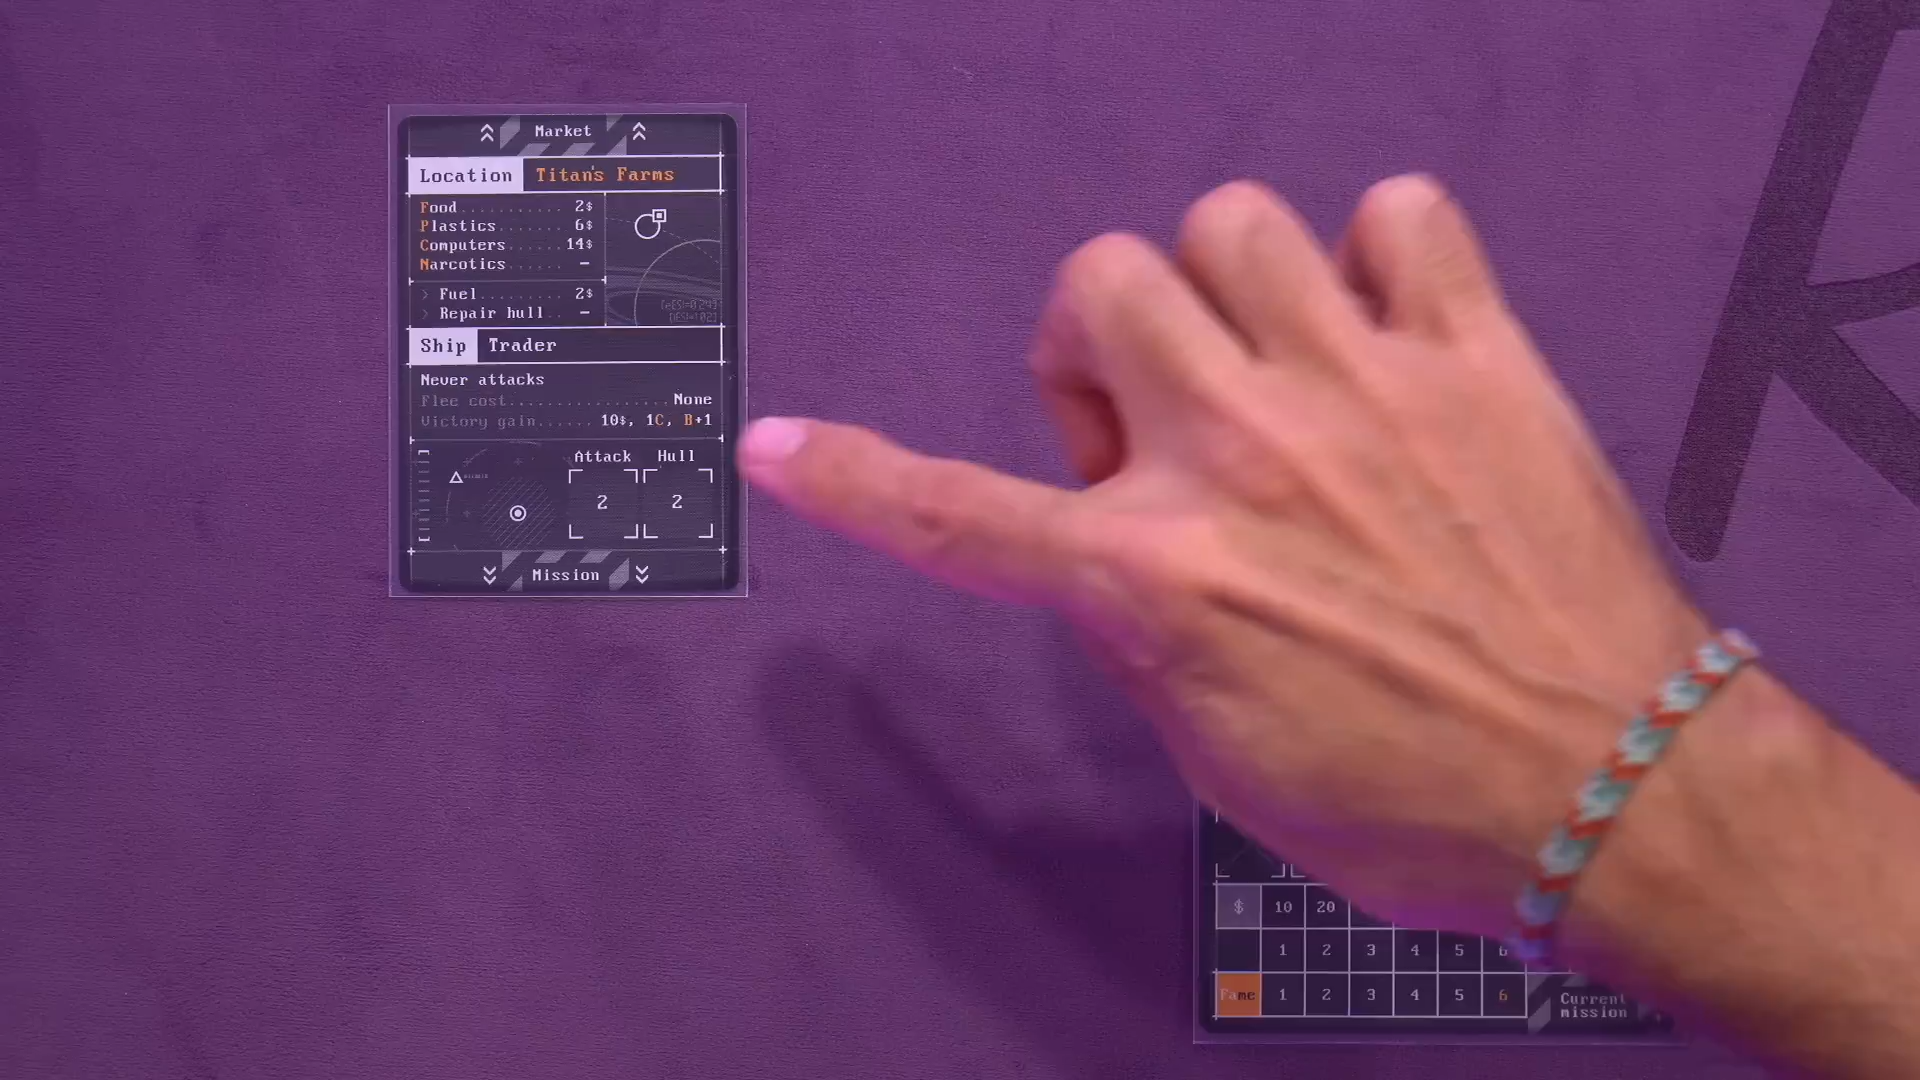 Market
Location Titan's Farms
Food........... 2$
Plastics....... 6$
Computers...... 14$
Narcotics...... —
> Fuel......... 2$
> Repair hull.. —
Ship Trader
Never attacks
Flee cost................ None
Victory gain...... 10$, 1C, B+1
Attack Hull
2 2
Mission
$ 10 20
1 2 3 4 5 6
Fame 1 2 3 4 5 6
Current
mission